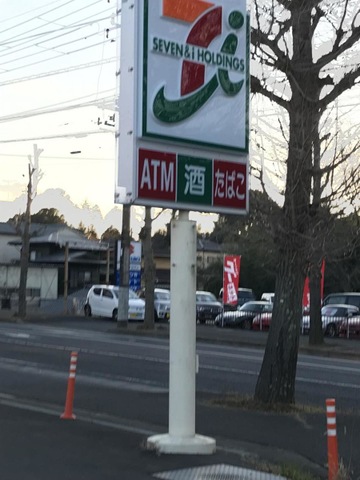 SEVEN & i HOLDINGS
ATM 酒 たばこ